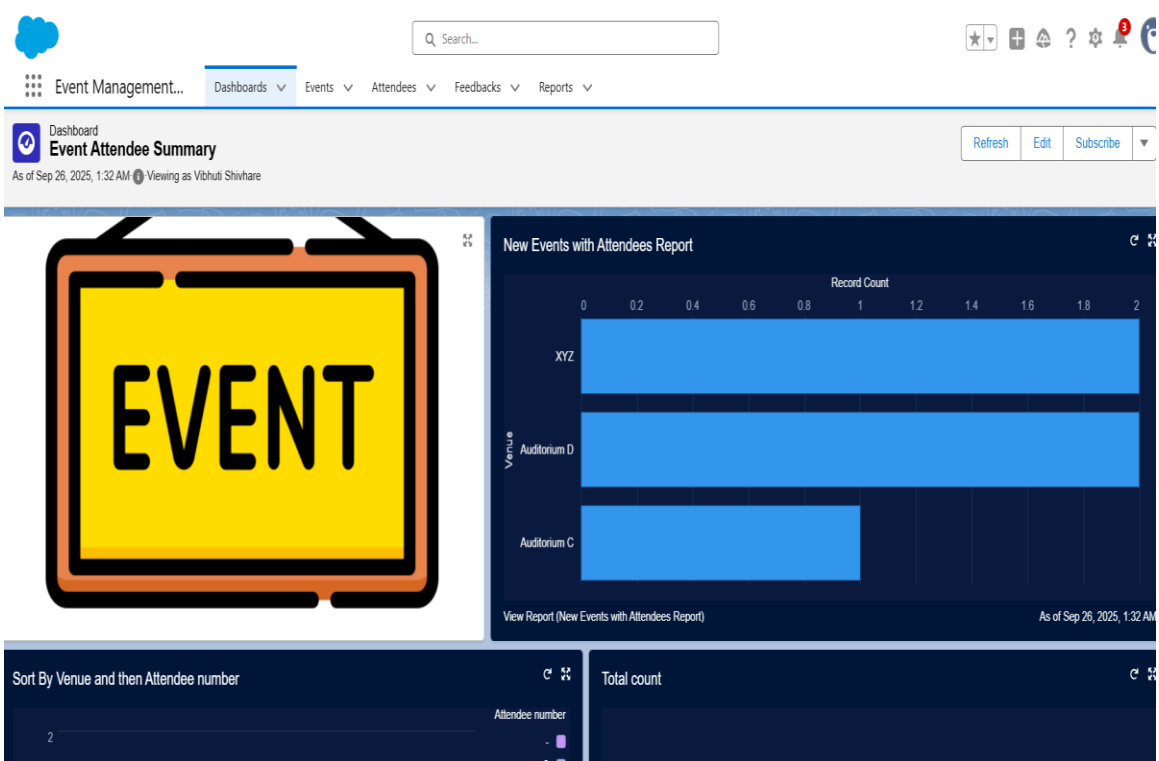 Search...
3
Event Management...
Dashboards
Events
Attendees
Feedbacks
Reports
Dashboard
Event Attendee Summary
As of Sep 26, 2025, 1:32 AM·Viewing as Vibhuti Shivhare
Refresh
Edit
Subscribe
EVENT
New Events with Attendees Report
Record Count
0 0.2 0.4 0.6 0.8 1 1.2 1.4 1.6 1.8 2
Venue
XYZ
Auditorium D
Auditorium C
View Report (New Events with Attendees Report)
As of Sep 26, 2025, 1:32 AM
Sort By Venue and then Attendee number
Attendee number
2
-
Total count